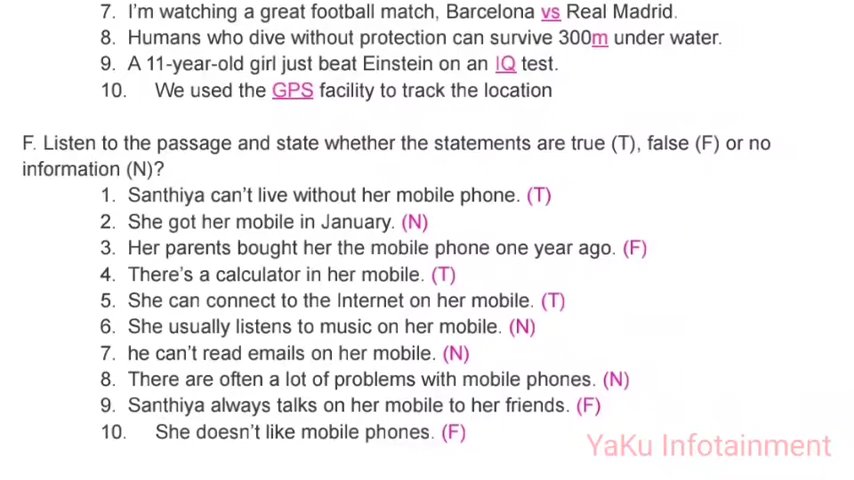 7. I'm watching a great football match, Barcelona vs Real Madrid.
8. Humans who dive without protection can survive 300m under water.
9. A 11-year-old girl just beat Einstein on an IQ test.
10. We used the GPS facility to track the location
F. Listen to the passage and state whether the statements are true (T), false (F) or no
information (N)?
1. Santhiya can't live without her mobile phone. (T)
2. She got her mobile in January. (N)
3. Her parents bought her the mobile phone one year ago. (F)
4. There's a calculator in her mobile. (T)
5. She can connect to the Internet on her mobile. (T)
6. She usually listens to music on her mobile. (N)
7. he can't read emails on her mobile. (N)
8. There are often a lot of problems with mobile phones. (N)
9. Santhiya always talks on her mobile to her friends. (F)
10. She doesn't like mobile phones. (F)
YaKu Infotainment